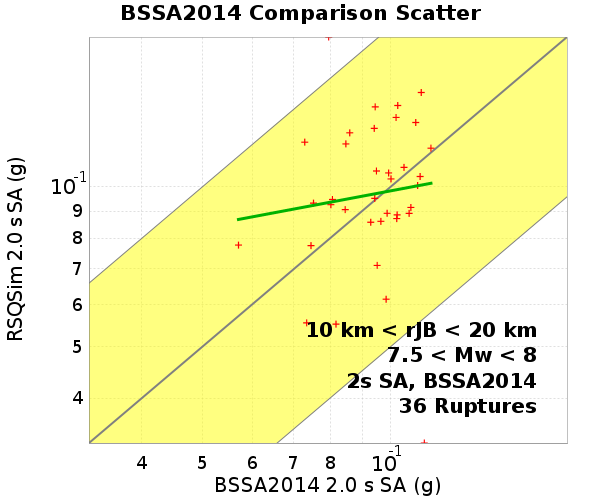 BSSA2014 Comparison Scatter
RSQSim 2.0 s SA (g)
10-1
9
8
7
6
5
4
10 km < rJB < 20 km
7.5 < Mw < 8
2s SA, BSSA2014
36 Ruptures
4 5 6 7 8 10-1
BSSA2014 2.0 s SA (g)